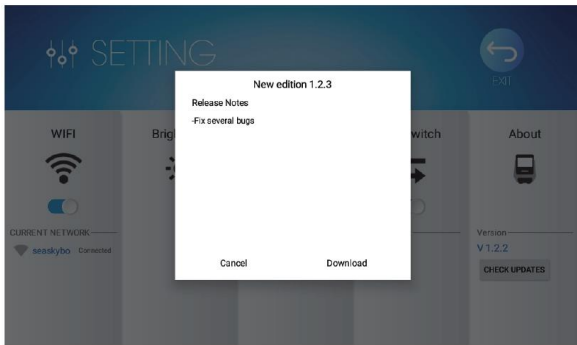 SETTING
EXIT
New edition 1.2.3
Release Notes
-Fix several bugs
Cancel
Download
WIFI
CURRENT NETWORK
seaskybo Connected
Brig
witch
About
Version
V 1.2.2
CHECK UPDATES